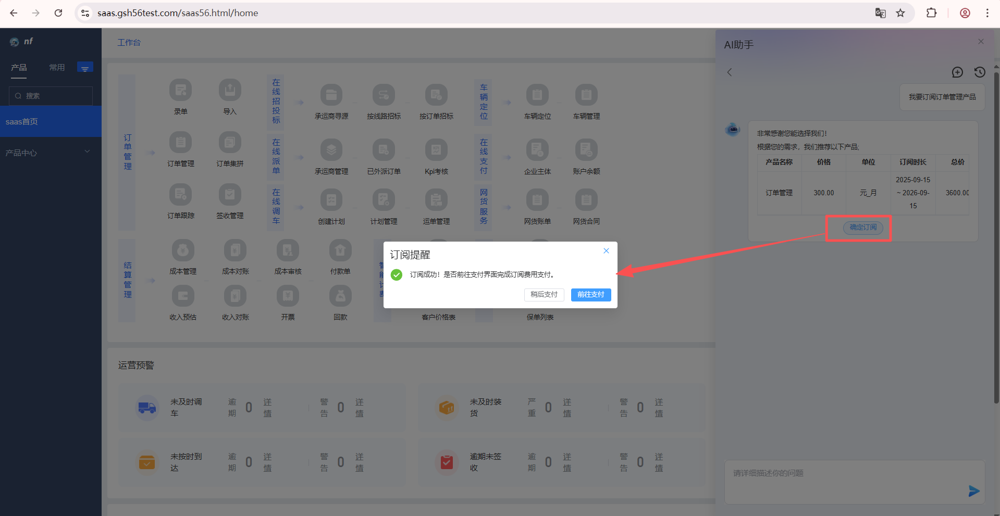 saas.gsh56test.com/saas56.html/home
nf
产品
常用
搜索
saas首页
产品中心
工作台
订单管理
录单
导入
订单管理
订单集拼
订单跟踪
签收管理
在线招投标
承运商寻源
按线路招标
按订单招标
在线派单
承运商管理
已外派订单
Kpi考核
在线调车
创建计划
计划管理
运单管理
车辆定位
车辆定位
车辆管理
在线支付
企业主体
账户余额
网货服务
网货账单
网货合同
结算管理
成本管理
成本对账
成本审核
付款单
收入预估
收入对账
开票
回款
客户价格表
保单列表
订阅提醒
订阅成功！是否前往支付界面完成订阅费用支付。
稍后支付
前往支付
运营预警
未及时调车
逾期 0 详情
警告 0 详情
未及时装货
严重 0 详情
警告 0 详情
未按时到达
逾期 0 详情
警告 0 详情
逾期未签收
逾期 0 详情
警告 0 详情
AI助手
我要订阅订单管理产品
非常感谢您能选择我们！
根据您的需求，我们推荐以下产品;
产品名称 价格 单位 订阅时长 总价
订单管理 300.00 元_月 2025-09-15 ~ 2026-09-15 3600.00
确定订阅
请详细描述你的问题